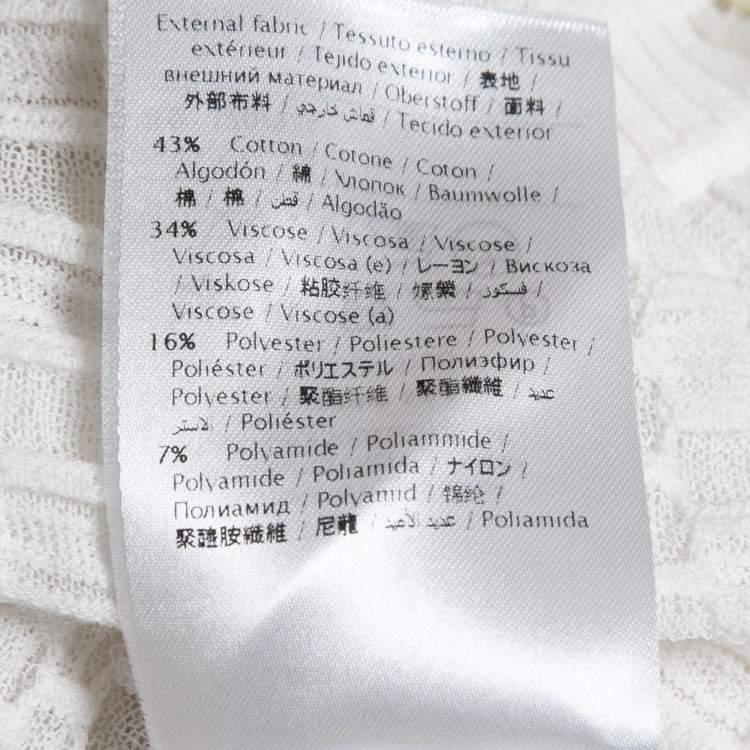 External fabric / Tessuto esterno / Tissu
extérieur / Tejido exterior / 表地 /
внешний материал / Oberstoff / 面料 /
外部布料 / قماش خارجي / Tecido exterior
43% Cotton / Cotone / Coton /
Algodón / 綿 / Хлопок / Baumwolle /
棉 / 棉 / قطن / Algodão
34% Viscose / Viscosa / Viscose /
Viscosa / Viscosa (e) / レーヨン / Вискоза
/ Viskose / 粘胶纤维 / 嫘縈 / فسكوز /
Viscose / Viscose (a)
16% Polyester / Poliestere / Polyester /
Poliéster / ポリエステル / Полиэфир /
Polyester / 聚酯纤维 / 聚酯纖維 / عديد
الاستر / Poliéster
7% Polyamide / Poliammide /
Polyamide / Poliamida / ナイロン /
Полиамид / Polyamid / 锦纶 /
聚醯胺纖維 / 尼龍 / عديد الأميد / Poliamida